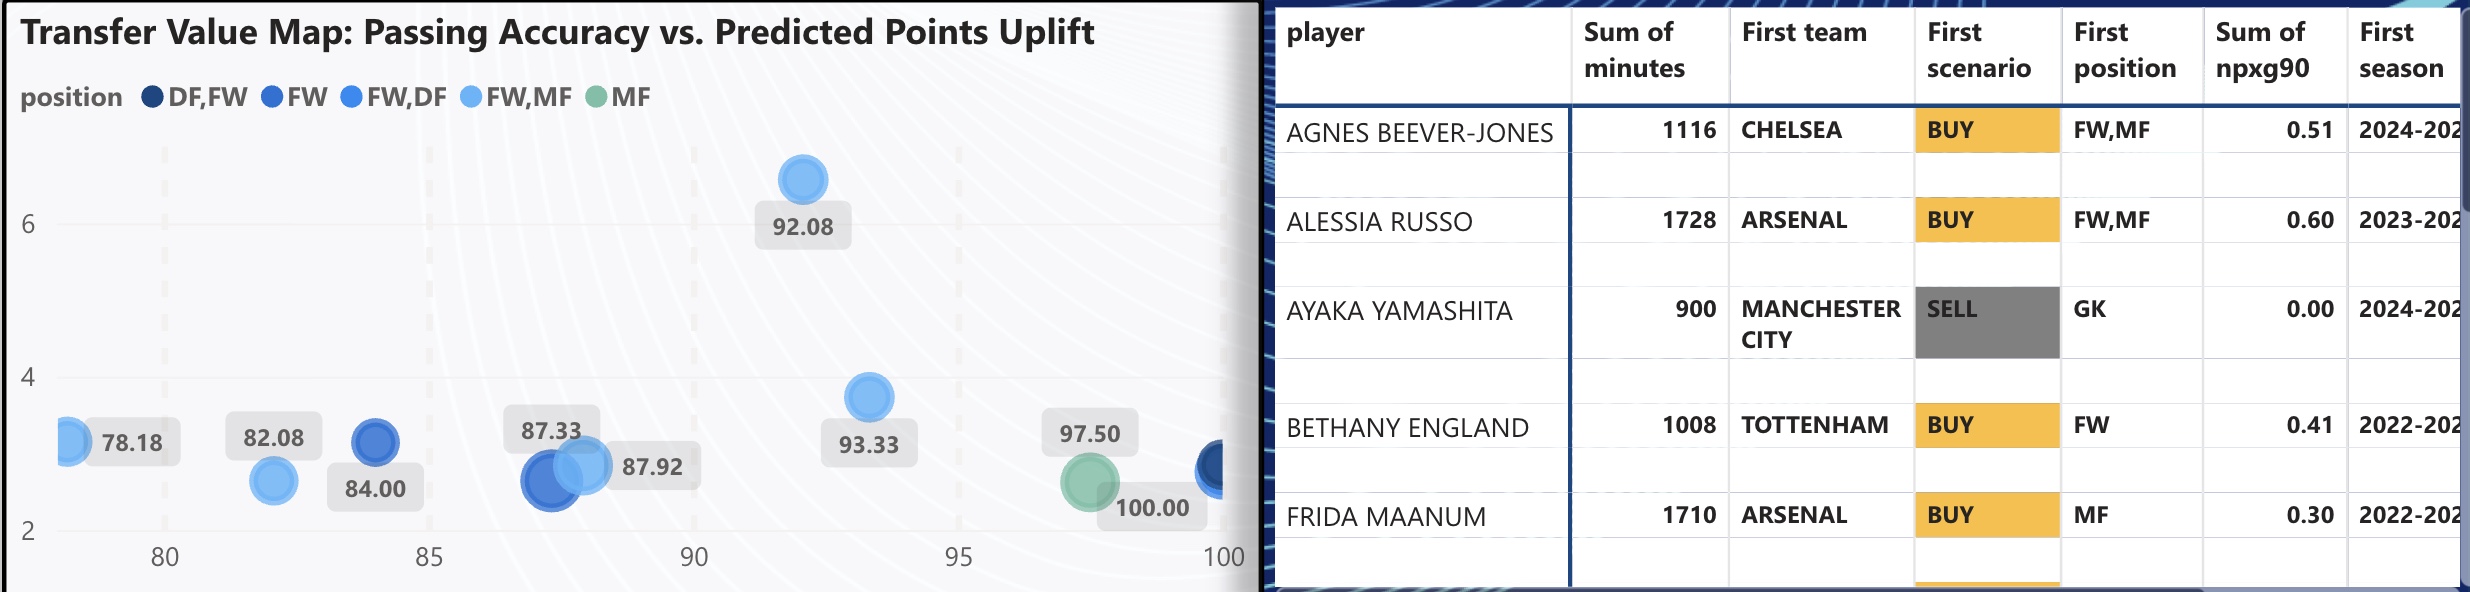 Transfer Value Map: Passing Accuracy vs. Predicted Points Uplift
position DF,FW FW FW,DF FW,MF MF
6
4
2
92.08
93.33
78.18
82.08
84.00
87.33
87.92
97.50
100.00
80 85 90 95 100
player Sum of minutes First team First scenario First position Sum of npxg90 First season
AGNES BEEVER-JONES 1116 CHELSEA BUY FW,MF 0.51 2024-202
ALESSIA RUSSO 1728 ARSENAL BUY FW,MF 0.60 2023-202
AYAKA YAMASHITA 900 MANCHESTER CITY SELL GK 0.00 2024-202
BETHANY ENGLAND 1008 TOTTENHAM BUY FW 0.41 2022-202
FRIDA MAANUM 1710 ARSENAL BUY MF 0.30 2022-202